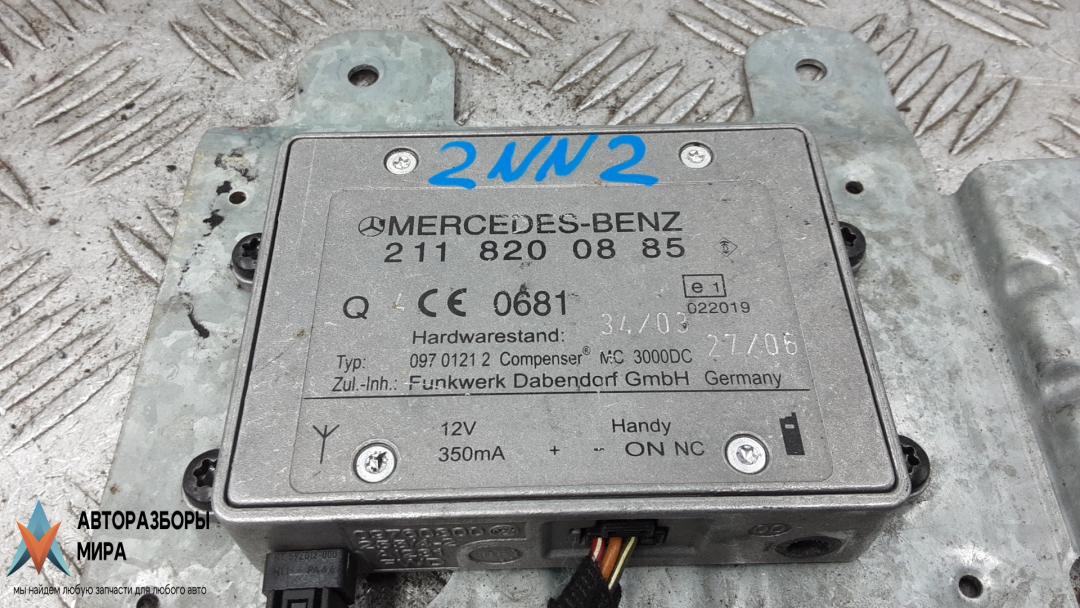 2NN2
MERCEDES-BENZ
211 820 08 85
Q CE 0681 e1
022019
Hardwarestand: 34/03
Typ: 097 0121 2 Compenser® MC 3000DC 27/06
Zul.-Inh.: Funkwerk Dabendorf GmbH Germany
12V Handy
350mA + - ON NC
АВТОРАЗБОРЫ
МИРА
мы найдем любую запчасти для любого авто